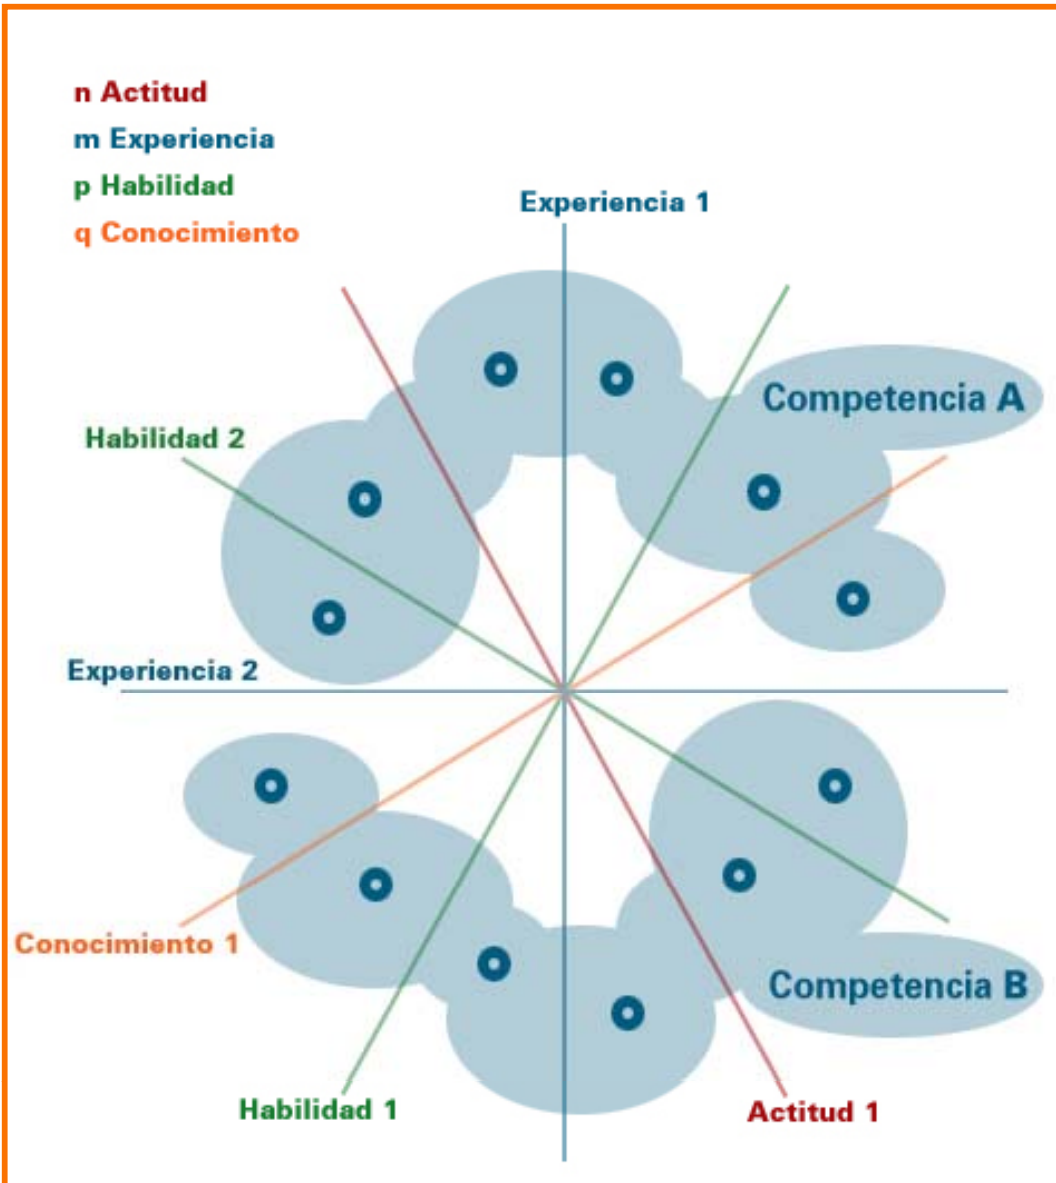 n Actitud
m Experiencia
p Habilidad
q Conocimiento
Experiencia 1
Competencia A
Habilidad 2
Experiencia 2
Conocimiento 1
Competencia B
Habilidad 1
Actitud 1